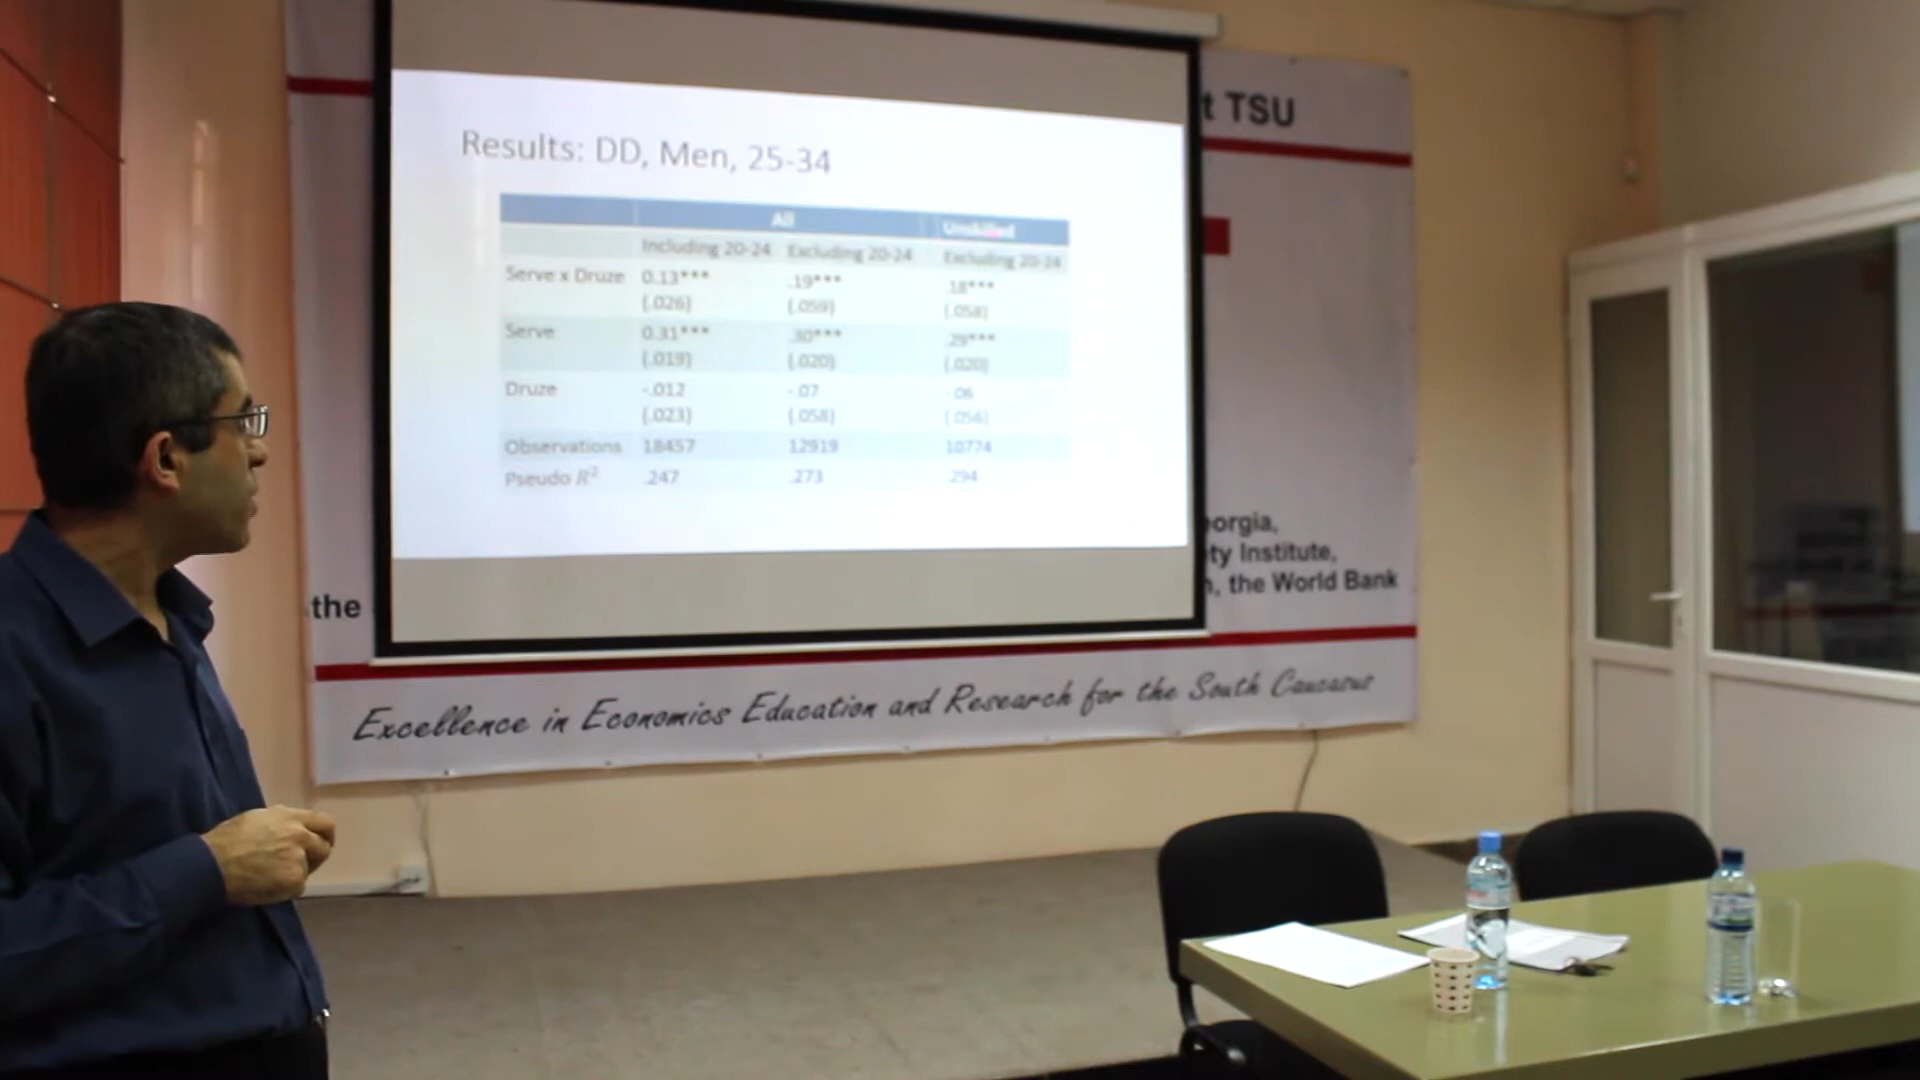 t TSU
Results: DD, Men, 25-34
All Unskilled
Including 20-24 Excluding 20-24 Excluding 20-24
Serve x Druze 0.13*** .19*** .18***
(.026) (.059) (.058)
Serve 0.31*** .30*** .29***
(.019) (.020) (.020)
Druze -.012 -.07 .06
(.023) (.058) (.056)
Observations 18457 12919 10774
Pseudo R² .247 .273 .294
orgia,
ty Institute,
the , the World Bank
Excellence in Economics Education and Research for the South Caucasus